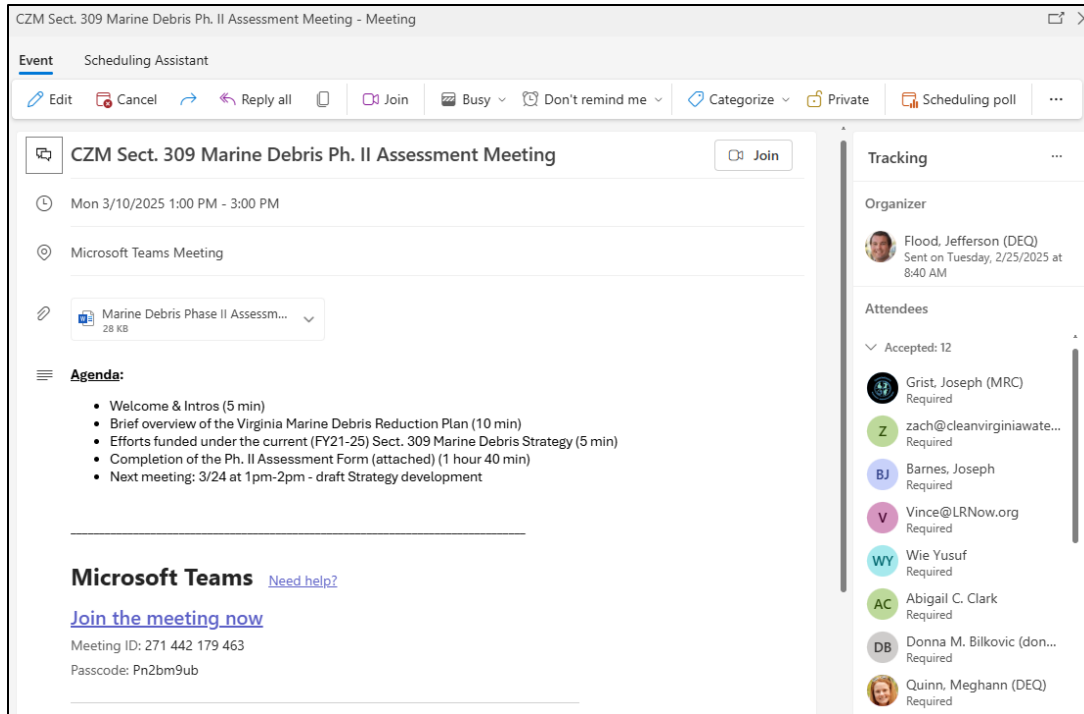 CZM Sect. 309 Marine Debris Ph. II Assessment Meeting - Meeting
Event Scheduling Assistant
Edit Cancel Reply all Join Busy Don't remind me Categorize Private Scheduling poll ...
CZM Sect. 309 Marine Debris Ph. II Assessment Meeting
Join
Mon 3/10/2025 1:00 PM - 3:00 PM
Microsoft Teams Meeting
Marine Debris Phase II Assessm...
28 KB
Agenda:
• Welcome & Intros (5 min)
• Brief overview of the Virginia Marine Debris Reduction Plan (10 min)
• Efforts funded under the current (FY21-25) Sect. 309 Marine Debris Strategy (5 min)
• Completion of the Ph. II Assessment Form (attached) (1 hour 40 min)
• Next meeting: 3/24 at 1pm-2pm - draft Strategy development
Microsoft Teams Need help?
Join the meeting now
Meeting ID: 271 442 179 463
Passcode: Pn2bm9ub
Tracking ...
Organizer
Flood, Jefferson (DEQ)
Sent on Tuesday, 2/25/2025 at
8:40 AM
Attendees
Accepted: 12
Grist, Joseph (MRC)
Required
Z
zach@cleanvirginiawate...
Required
BJ
Barnes, Joseph
Required
V
Vince@LRNow.org
Required
WY
Wie Yusuf
Required
AC
Abigail C. Clark
Required
DB
Donna M. Bilkovic (don...
Required
Quinn, Meghann (DEQ)
Required